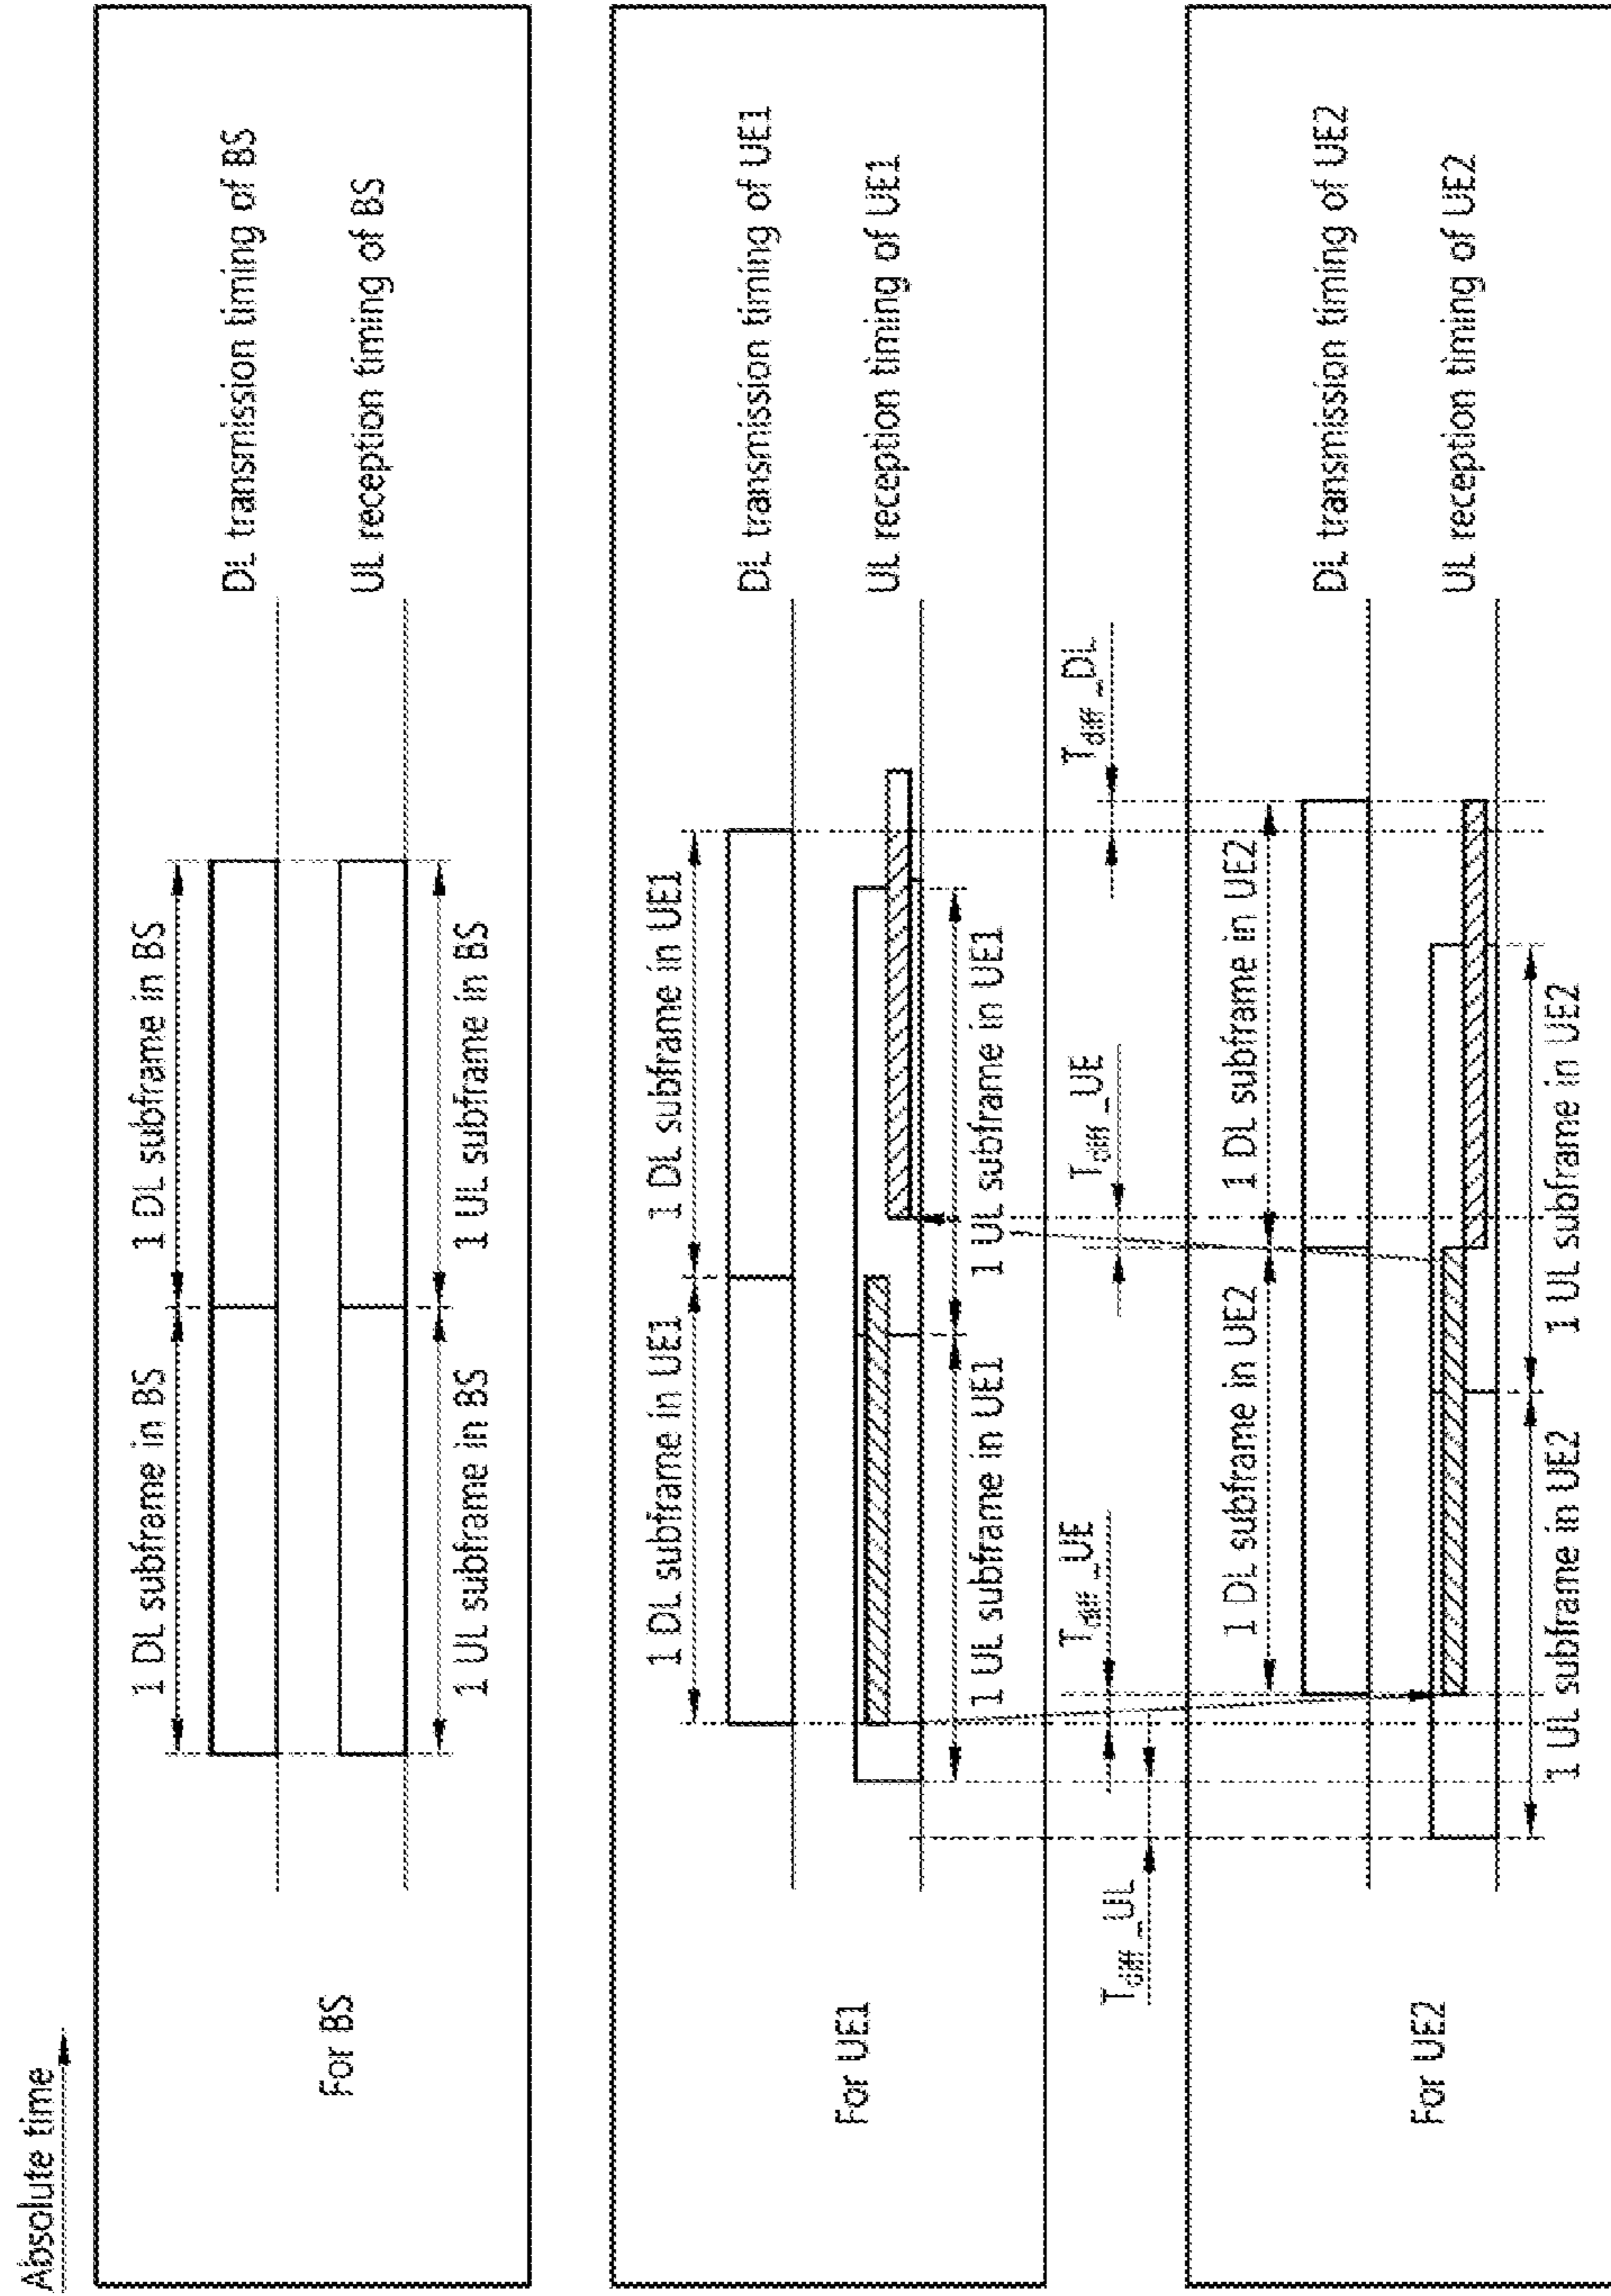 Absolute time
For BS
1 DL subframe in BS
1 DL subframe in BS
DL transmission timing of BS
UL reception timing of BS
1 UL subframe in BS
1 UL subframe in BS
For UE1
1 DL subframe in UE1
1 DL subframe in UE1
DL transmission timing of UE1
UL reception timing of UE1
1 UL subframe in UE1
1 UL subframe in UE1
Tdiff_UL
Tdiff_UE
Tdiff_UE
Tdiff_DL
For UE2
1 DL subframe in UE2
1 DL subframe in UE2
DL transmission timing of UE2
UL reception timing of UE2
1 UL subframe in UE2
1 UL subframe in UE2